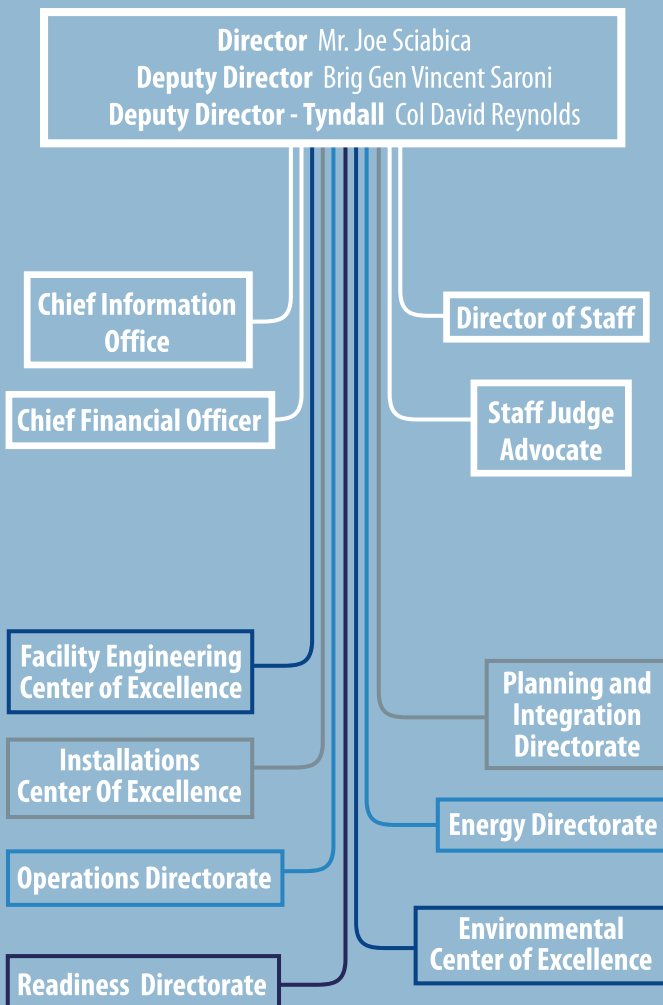 Director Mr. Joe Sciabica
Deputy Director Brig Gen Vincent Saroni
Deputy Director - Tyndall Col David Reynolds
Chief Information
Office
Director of Staff
Chief Financial Officer
Staff Judge
Advocate
Facility Engineering
Center of Excellence
Planning and
Integration
Directorate
Installations
Center Of Excellence
Energy Directorate
Operations Directorate
Environmental
Center of Excellence
Readiness Directorate